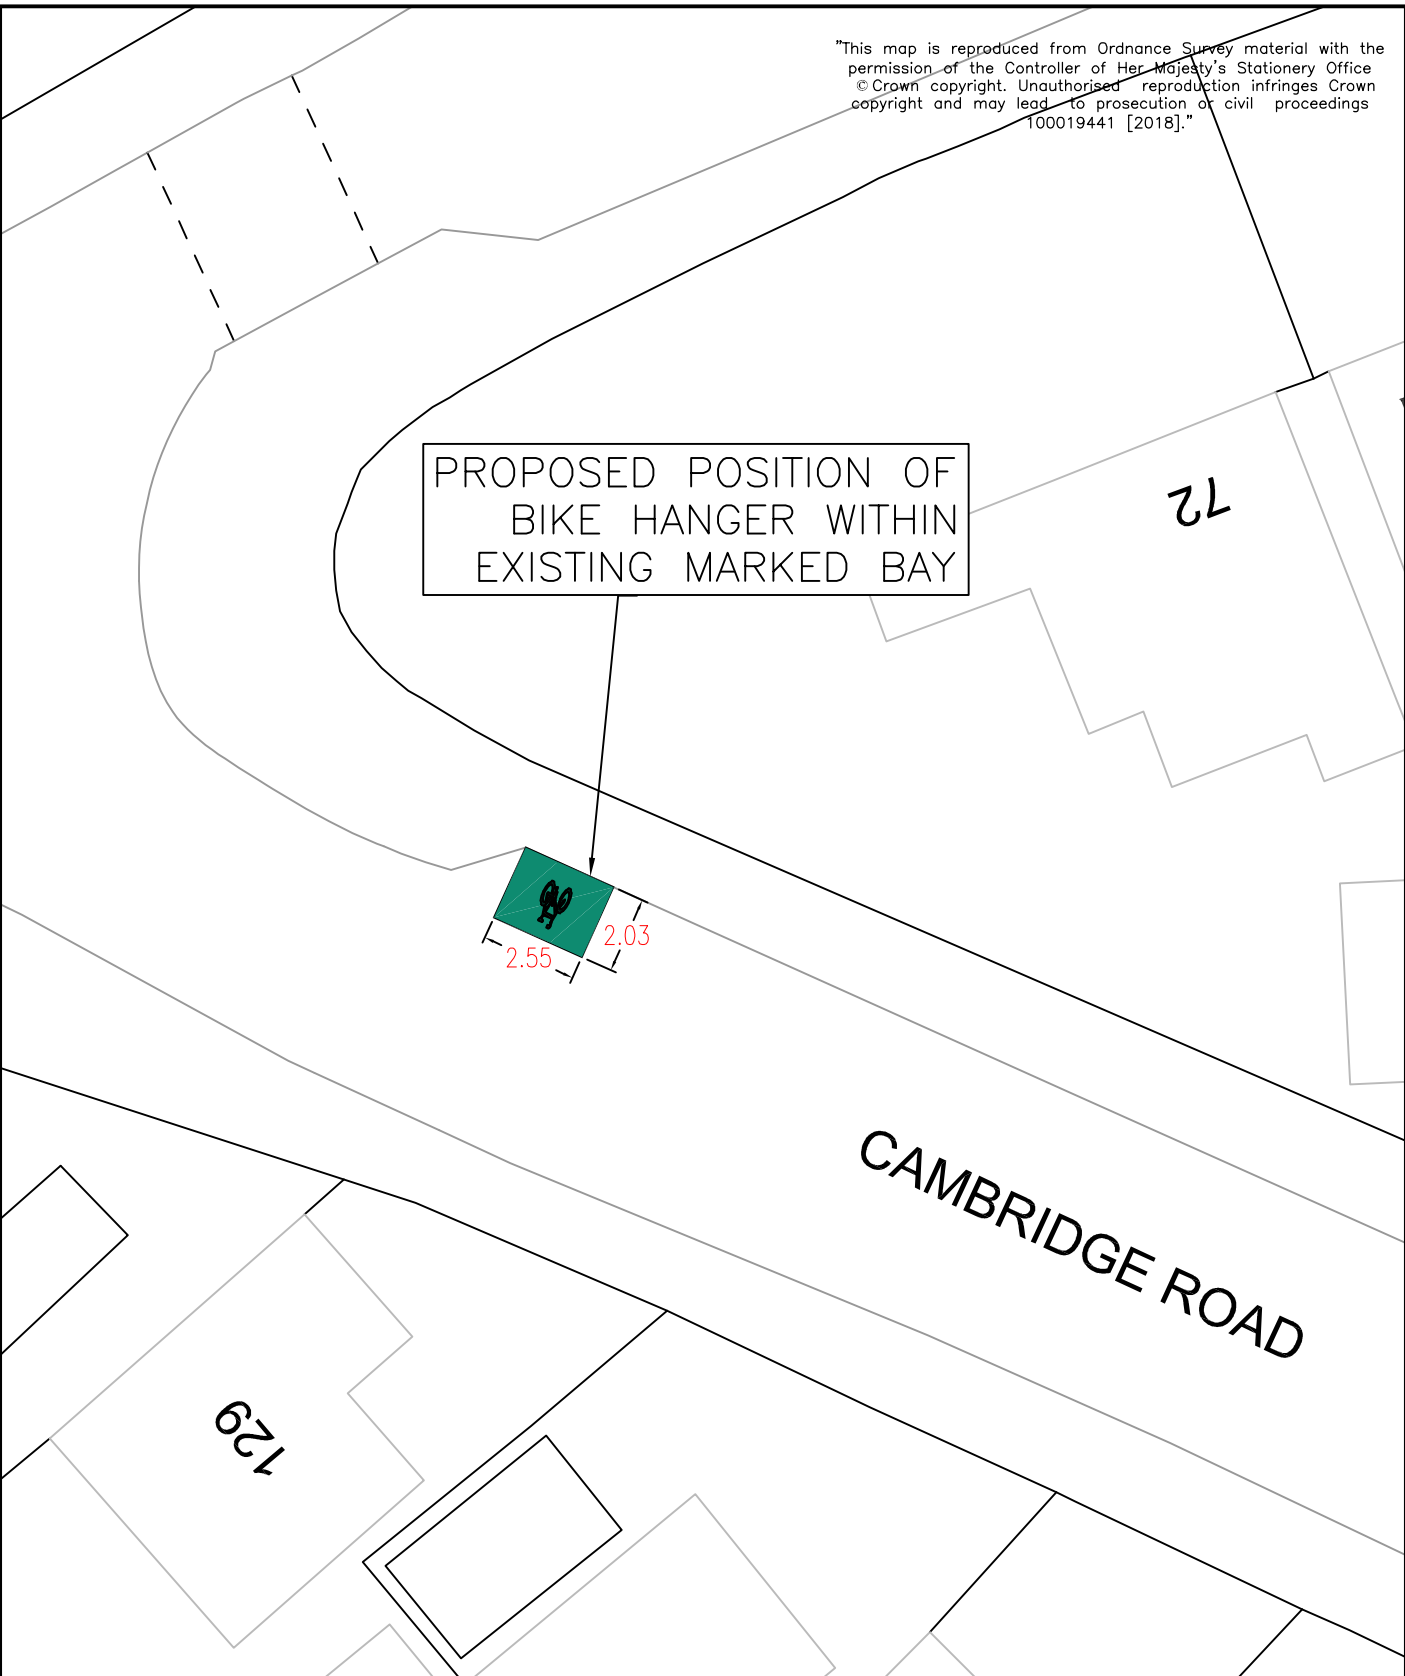 "This map is reproduced from Ordnance Survey material with the
permission of the Controller of Her Majesty's Stationery Office
© Crown copyright. Unauthorised reproduction infringes Crown
copyright and may lead to prosecution or civil proceedings
100019441 [2018]."
PROPOSED POSITION OF
BIKE HANGER WITHIN
EXISTING MARKED BAY
72
2.03
2.55
CAMBRIDGE ROAD
129